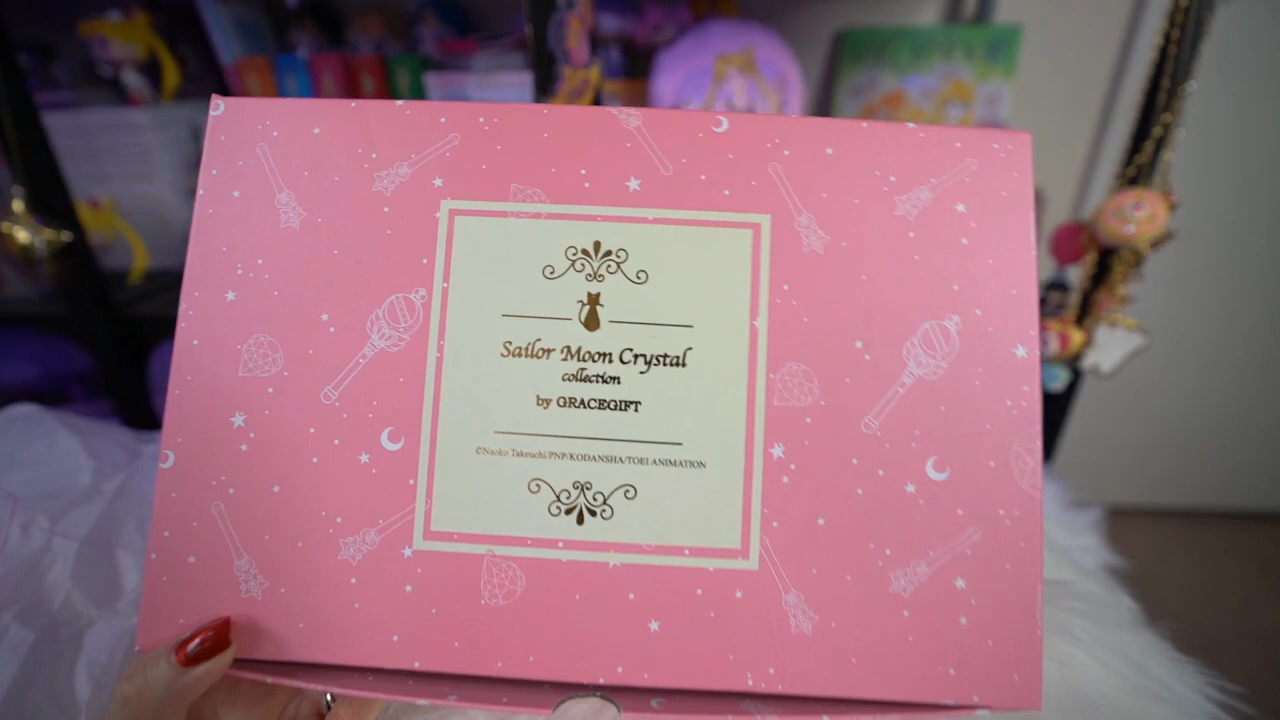 Sailor Moon Crystal
collection
by GRACEGIFT
©Naoko Takeuchi/PNP/KODANSHA/TOEI ANIMATION